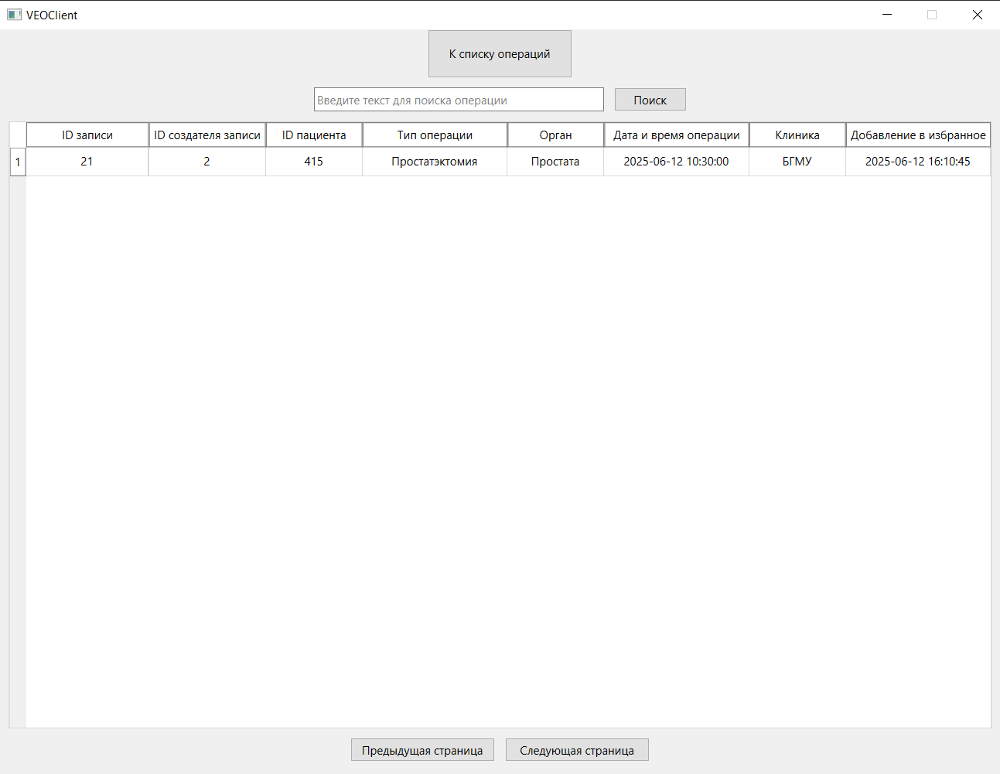 VEOClient
К списку операций
Введите текст для поиска операции Поиск
ID записи ID создателя записи ID пациента Тип операции Орган Дата и время операции Клиника Добавление в избранное
1 21 2 415 Простатэктомия Простата 2025-06-12 10:30:00 БГМУ 2025-06-12 16:10:45
Предыдущая страница Следующая страница